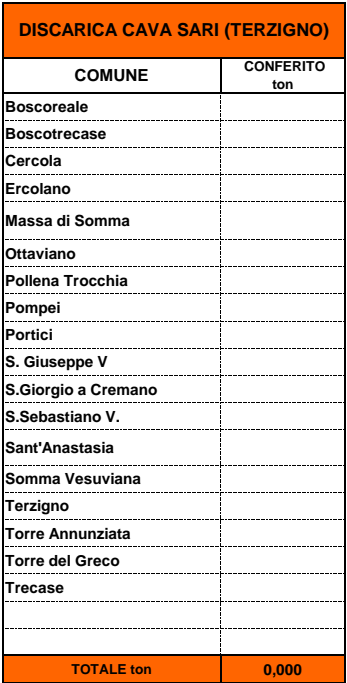 DISCARICA CAVA SARI (TERZIGNO)
COMUNE CONFERITO
ton
Boscoreale
Boscotrecase
Cercola
Ercolano
Massa di Somma
Ottaviano
Pollena Trocchia
Pompei
Portici
S. Giuseppe V
S.Giorgio a Cremano
S.Sebastiano V.
Sant'Anastasia
Somma Vesuviana
Terzigno
Torre Annunziata
Torre del Greco
Trecase
TOTALE ton 0,000